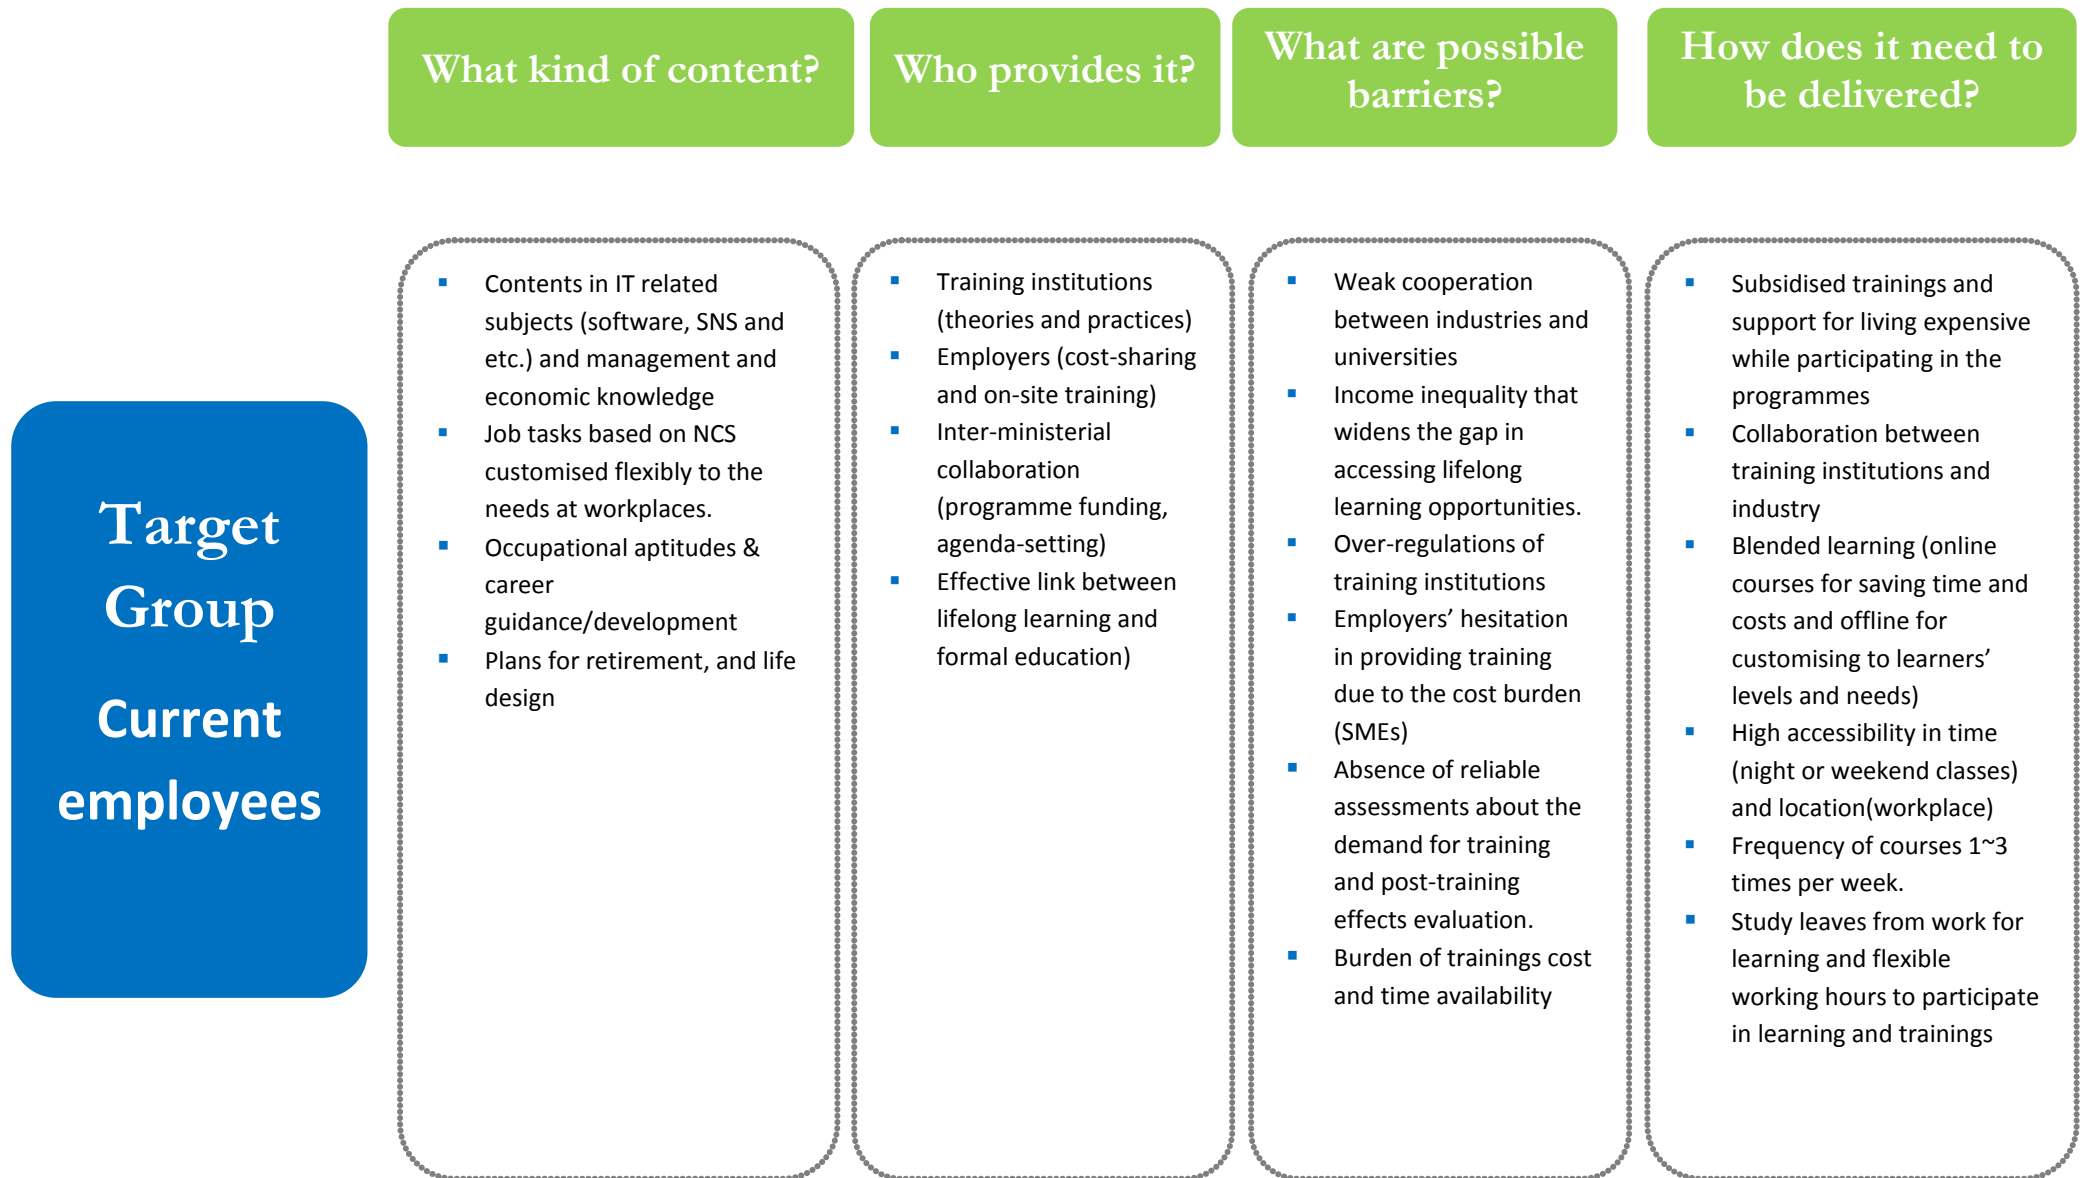 What kind of content?
Who provides it?
What are possible
barriers?
How does it need to
be delivered?
Target
Group
Current
employees
▪ Contents in IT related
subjects (software, SNS and
etc.) and management and
economic knowledge
▪ Job tasks based on NCS
customised flexibly to the
needs at workplaces.
▪ Occupational aptitudes &
career
guidance/development
▪ Plans for retirement, and life
design
▪ Training institutions
(theories and practices)
▪ Employers (cost-sharing
and on-site training)
▪ Inter-ministerial
collaboration
(programme funding,
agenda-setting)
▪ Effective link between
lifelong learning and
formal education)
▪ Weak cooperation
between industries and
universities
▪ Income inequality that
widens the gap in
accessing lifelong
learning opportunities.
▪ Over-regulations of
training institutions
▪ Employers’ hesitation
in providing training
due to the cost burden
(SMEs)
▪ Absence of reliable
assessments about the
demand for training
and post-training
effects evaluation.
▪ Burden of trainings cost
and time availability
▪ Subsidised trainings and
support for living expensive
while participating in the
programmes
▪ Collaboration between
training institutions and
industry
▪ Blended learning (online
courses for saving time and
costs and offline for
customising to learners’
levels and needs)
▪ High accessibility in time
(night or weekend classes)
and location(workplace)
▪ Frequency of courses 1~3
times per week.
▪ Study leaves from work for
learning and flexible
working hours to participate
in learning and trainings